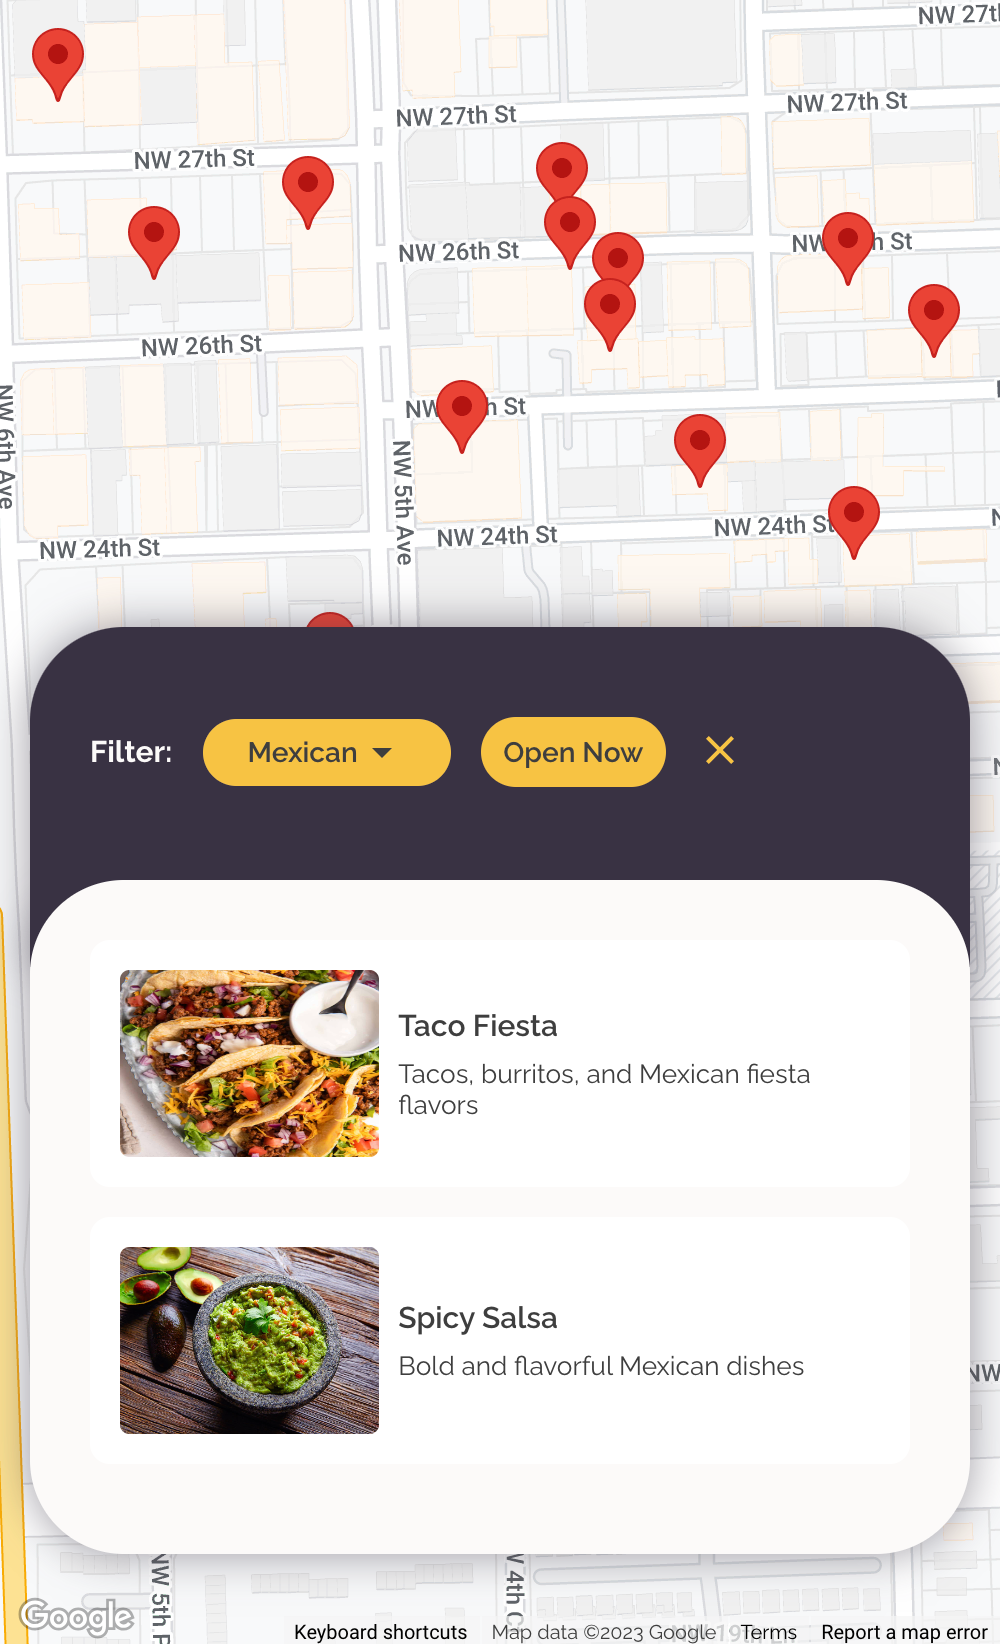 NW 27th
NW 27th St
NW 27th St
NW 27th St
NW 26th St
NW h St
NW 26th St
NW h St
NW 6th Ave
NW 5th Ave
NW 24th St
NW 24th St
NW 24th St
Filter:
Mexican
Open Now
Taco Fiesta
Tacos, burritos, and Mexican fiesta
flavors
Spicy Salsa
Bold and flavorful Mexican dishes
NW
NW 5th
NW 4th
Google
NW 19th
Keyboard shortcuts
Map data ©2023 Google
Terms
Report a map error